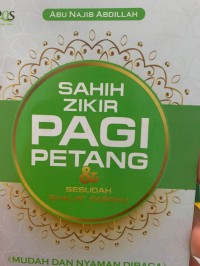 ABU NAJIB ABDILLAH
SAHIH
ZIKIR
PAGI
PETANG
&
SESUDAH
MUDAH DAN NYAMAN DIBACA